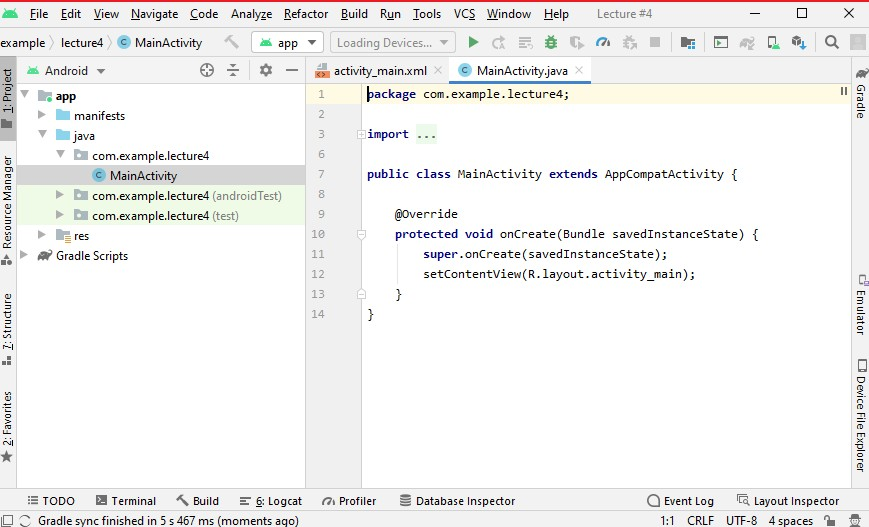 File Edit View Navigate Code Analyze Refactor Build Run Tools VCS Window Help Lecture #4
example lecture4 MainActivity app Loading Devices...
1: Project
Resource Manager
7: Structure
2: Favorites
Android
app
manifests
java
com.example.lecture4
MainActivity
com.example.lecture4 (androidTest)
com.example.lecture4 (test)
res
Gradle Scripts
activity_main.xml MainActivity.java
1 package com.example.lecture4;
2
3 import ...
6
7 public class MainActivity extends AppCompatActivity {
8
9 @Override
10 protected void onCreate(Bundle savedInstanceState) {
11 super.onCreate(savedInstanceState);
12 setContentView(R.layout.activity_main);
13 }
14 }
Gradle
Emulator
Device File Explorer
TODO Terminal Build 6: Logcat Profiler Database Inspector Event Log Layout Inspector
Gradle sync finished in 5 s 467 ms (moments ago) 1:1 CRLF UTF-8 4 spaces